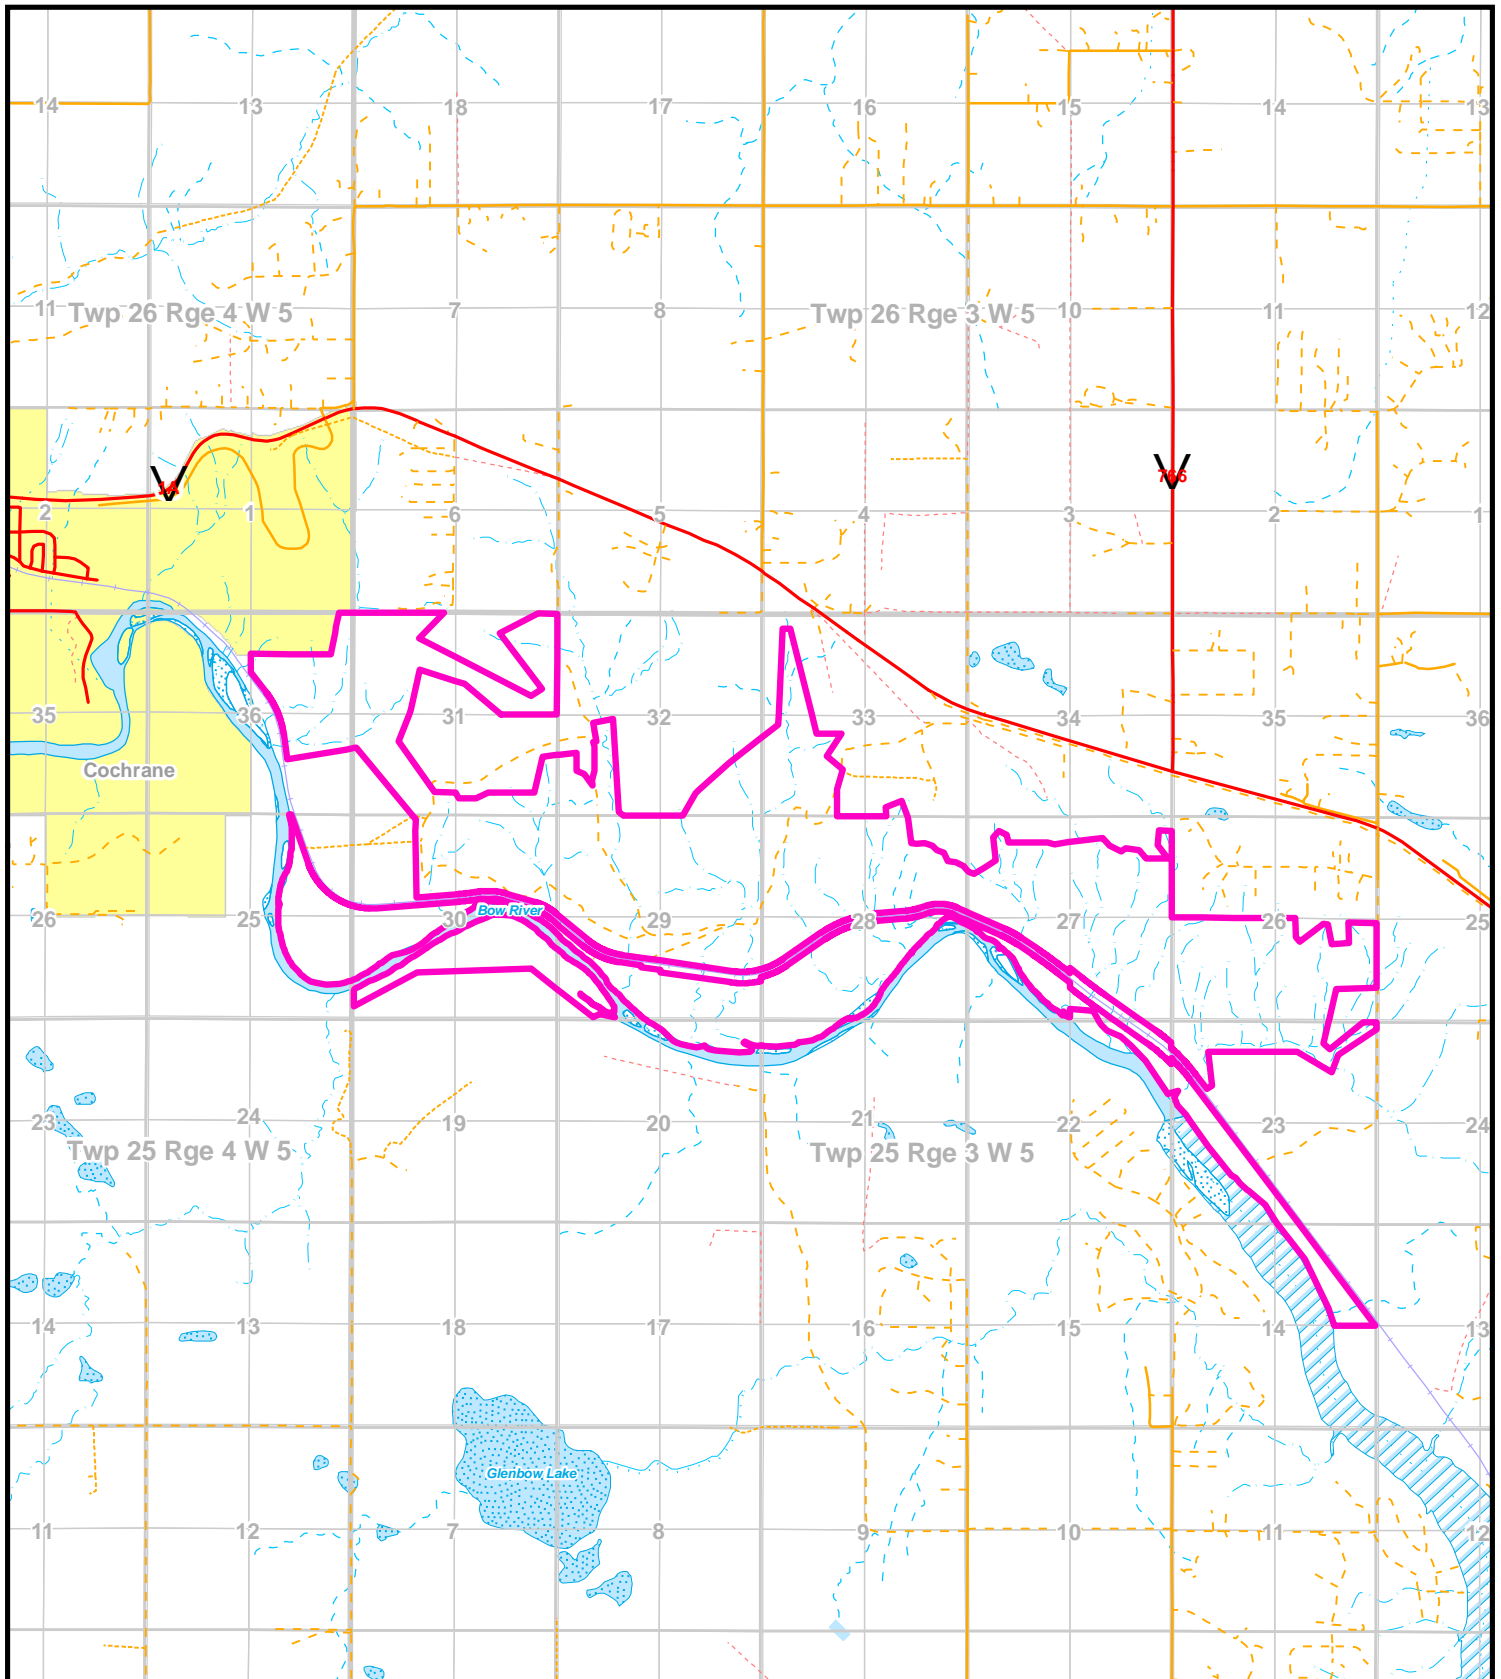 14 13 18 17 16 15 14 13
11 Twp 26 Rge 4 W 5 7 8 Twp 26 Rge 3 W 5 10 11 12
1A 766
2 1 6 5 4 3 2 1
35 36 31 32 33 34 35 36
Cochrane
26 25 30 Bow River 29 28 27 26 25
23 24 19 20 21 22 23 24
Twp 25 Rge 4 W 5 Twp 25 Rge 3 W 5
14 13 18 17 16 15 14 13
Glenbow Lake
11 12 7 8 9 10 11 12